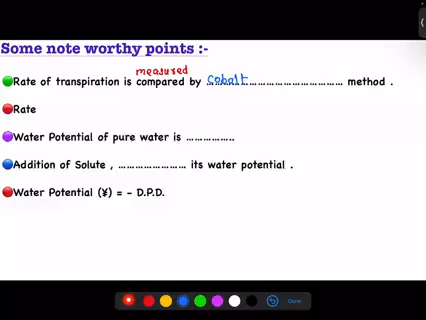 Some note worthy points :-
measured
Rate of transpiration is compared by Cobalt ………………………………… method .
Rate
Water Potential of pure water is ……………..
Addition of Solute , …………………… its water potential .
Water Potential (¥) = - D.P.D.
Done